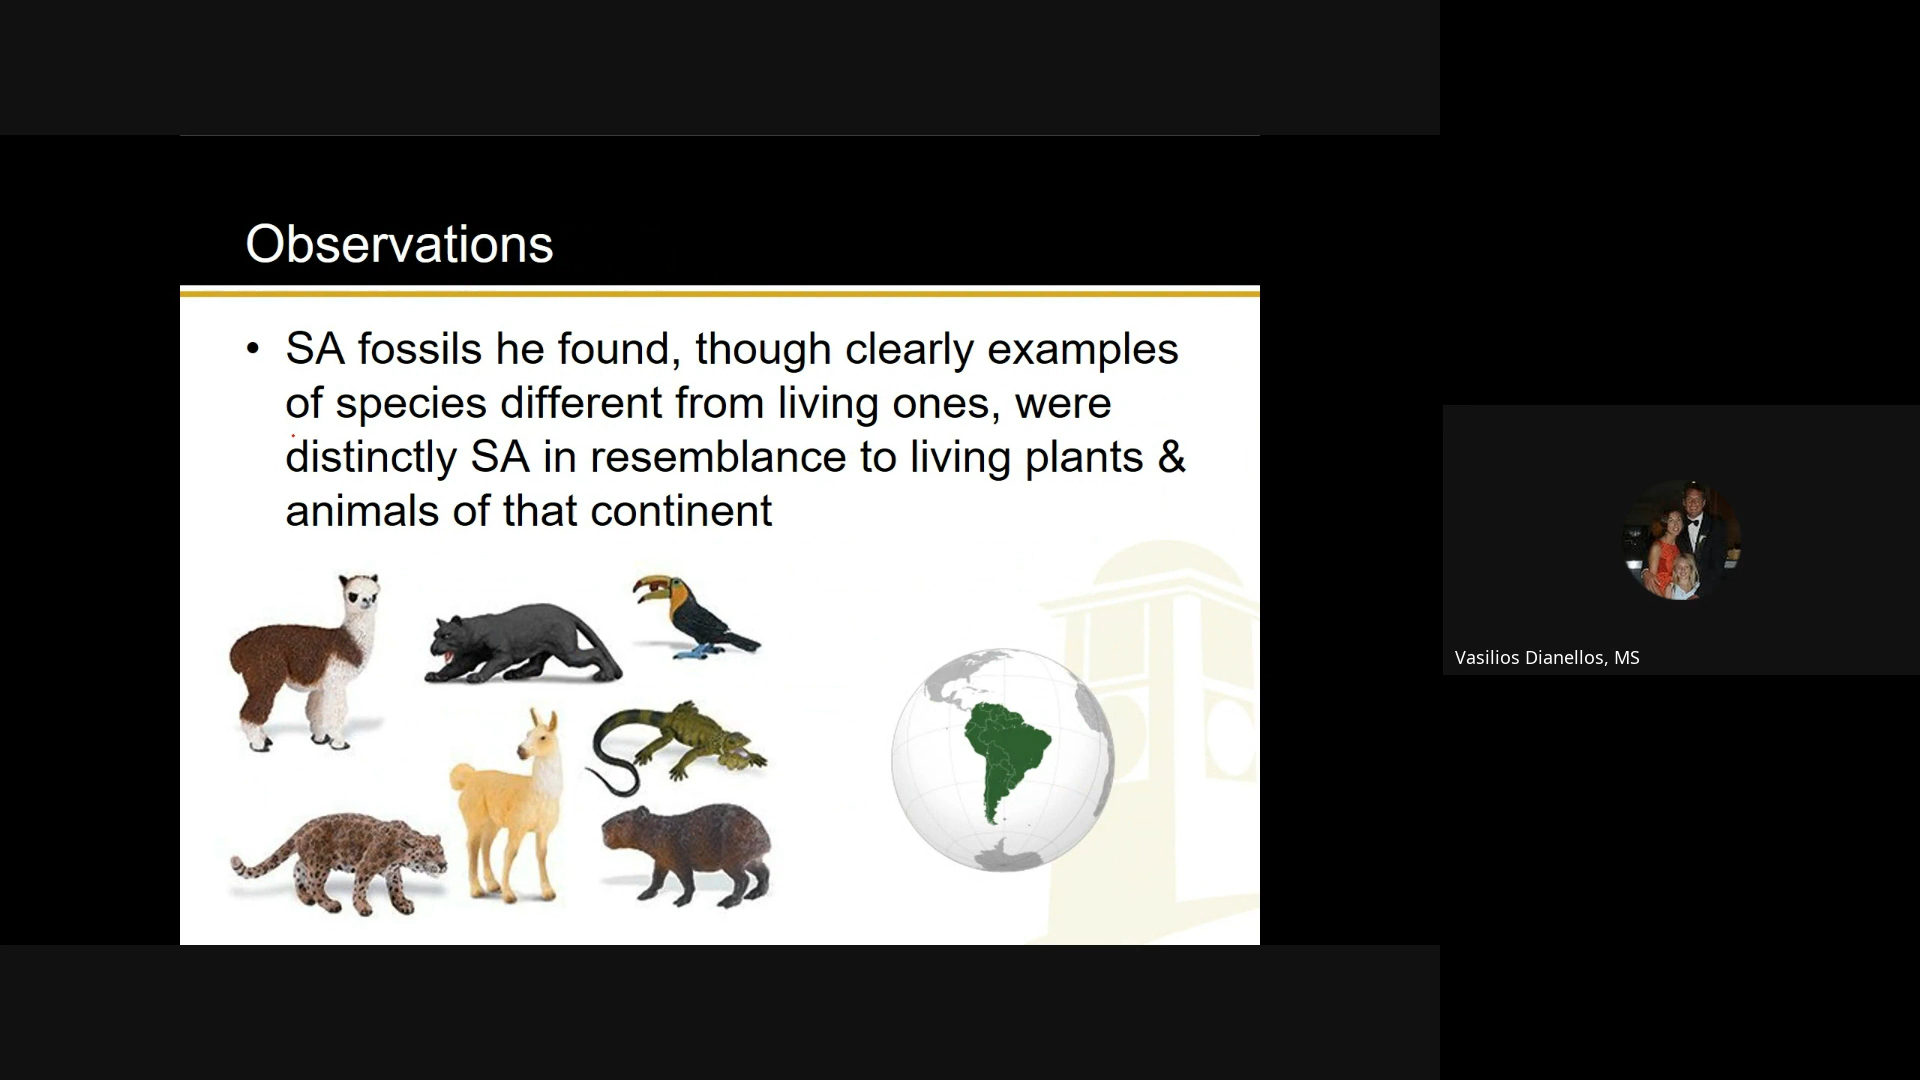 Observations
• SA fossils he found, though clearly examples
of species different from living ones, were
distinctly SA in resemblance to living plants &
animals of that continent
Vasilios Dianellos, MS